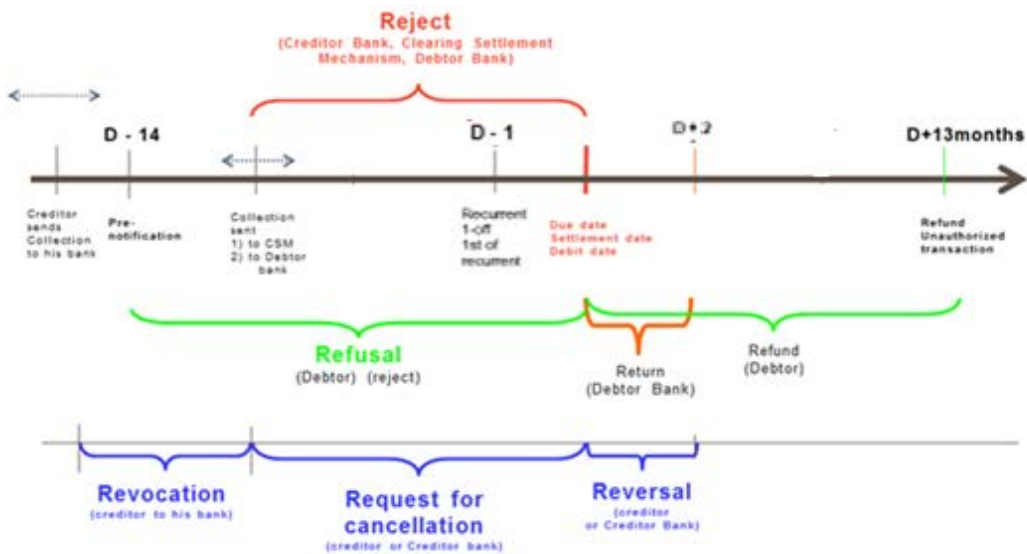 Reject
(Creditor Bank, Clearing Settlement
Mechanism, Debtor Bank)
D - 14
D - 1
D+2
D+13months
Creditor
sends
Collection
to his bank
Pre-
notification
Collection
sent
1) to CSM
2) to Debtor
bank
Recurrent
1-off
1st of
recurrent
Due date
Settlement date
Debit date
Refund
Unauthorized
transaction
Refusal
(Debtor) (reject)
Return
(Debtor Bank)
Refund
(Debtor)
Revocation
(creditor to his bank)
Request for
cancellation
(creditor or Creditor bank)
Reversal
(creditor
or Creditor Bank)